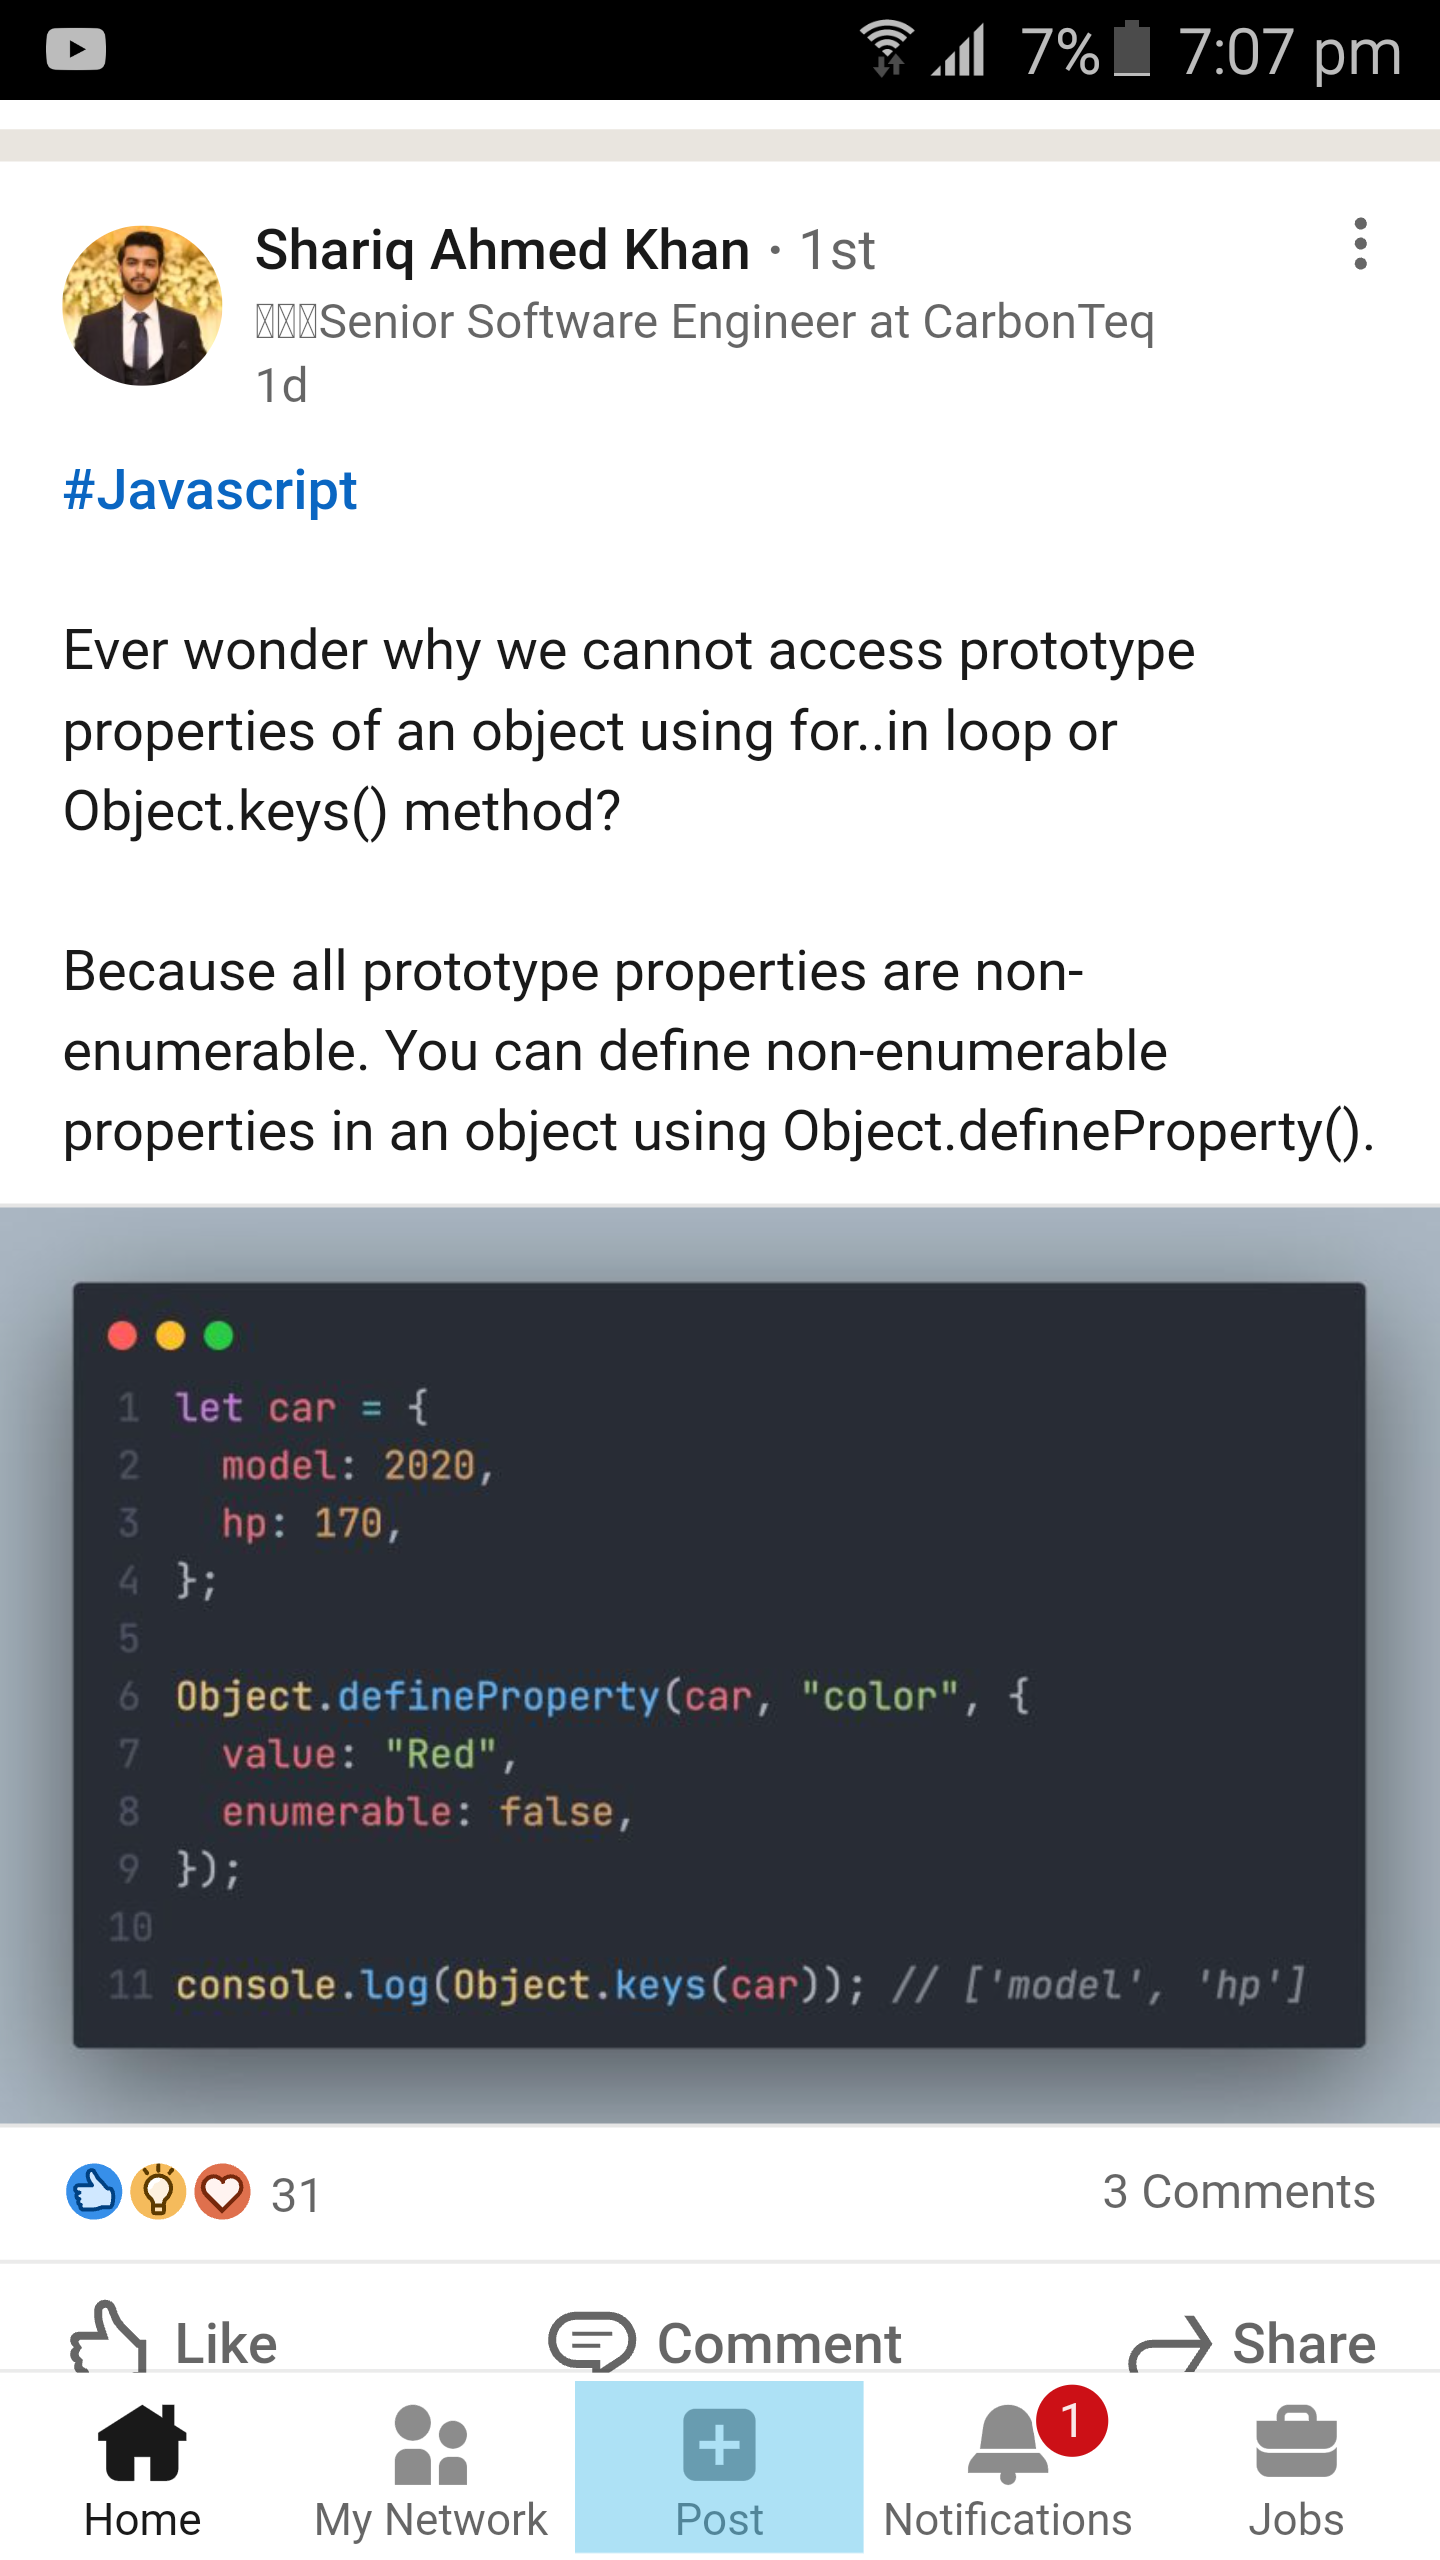 7% 7:07 pm
Shariq Ahmed Khan · 1st
Senior Software Engineer at CarbonTeq
1d
#Javascript
Ever wonder why we cannot access prototype
properties of an object using for..in loop or
Object.keys() method?
Because all prototype properties are non-
enumerable. You can define non-enumerable
properties in an object using Object.defineProperty().
1 let car = {
2   model: 2020,
3   hp: 170,
4 };
5
6 Object.defineProperty(car, "color", {
7   value: "Red",
8   enumerable: false,
9 });
10
11 console.log(Object.keys(car)); // ['model', 'hp']
31 3 Comments
Like Comment Share
1
Home My Network Post Notifications Jobs